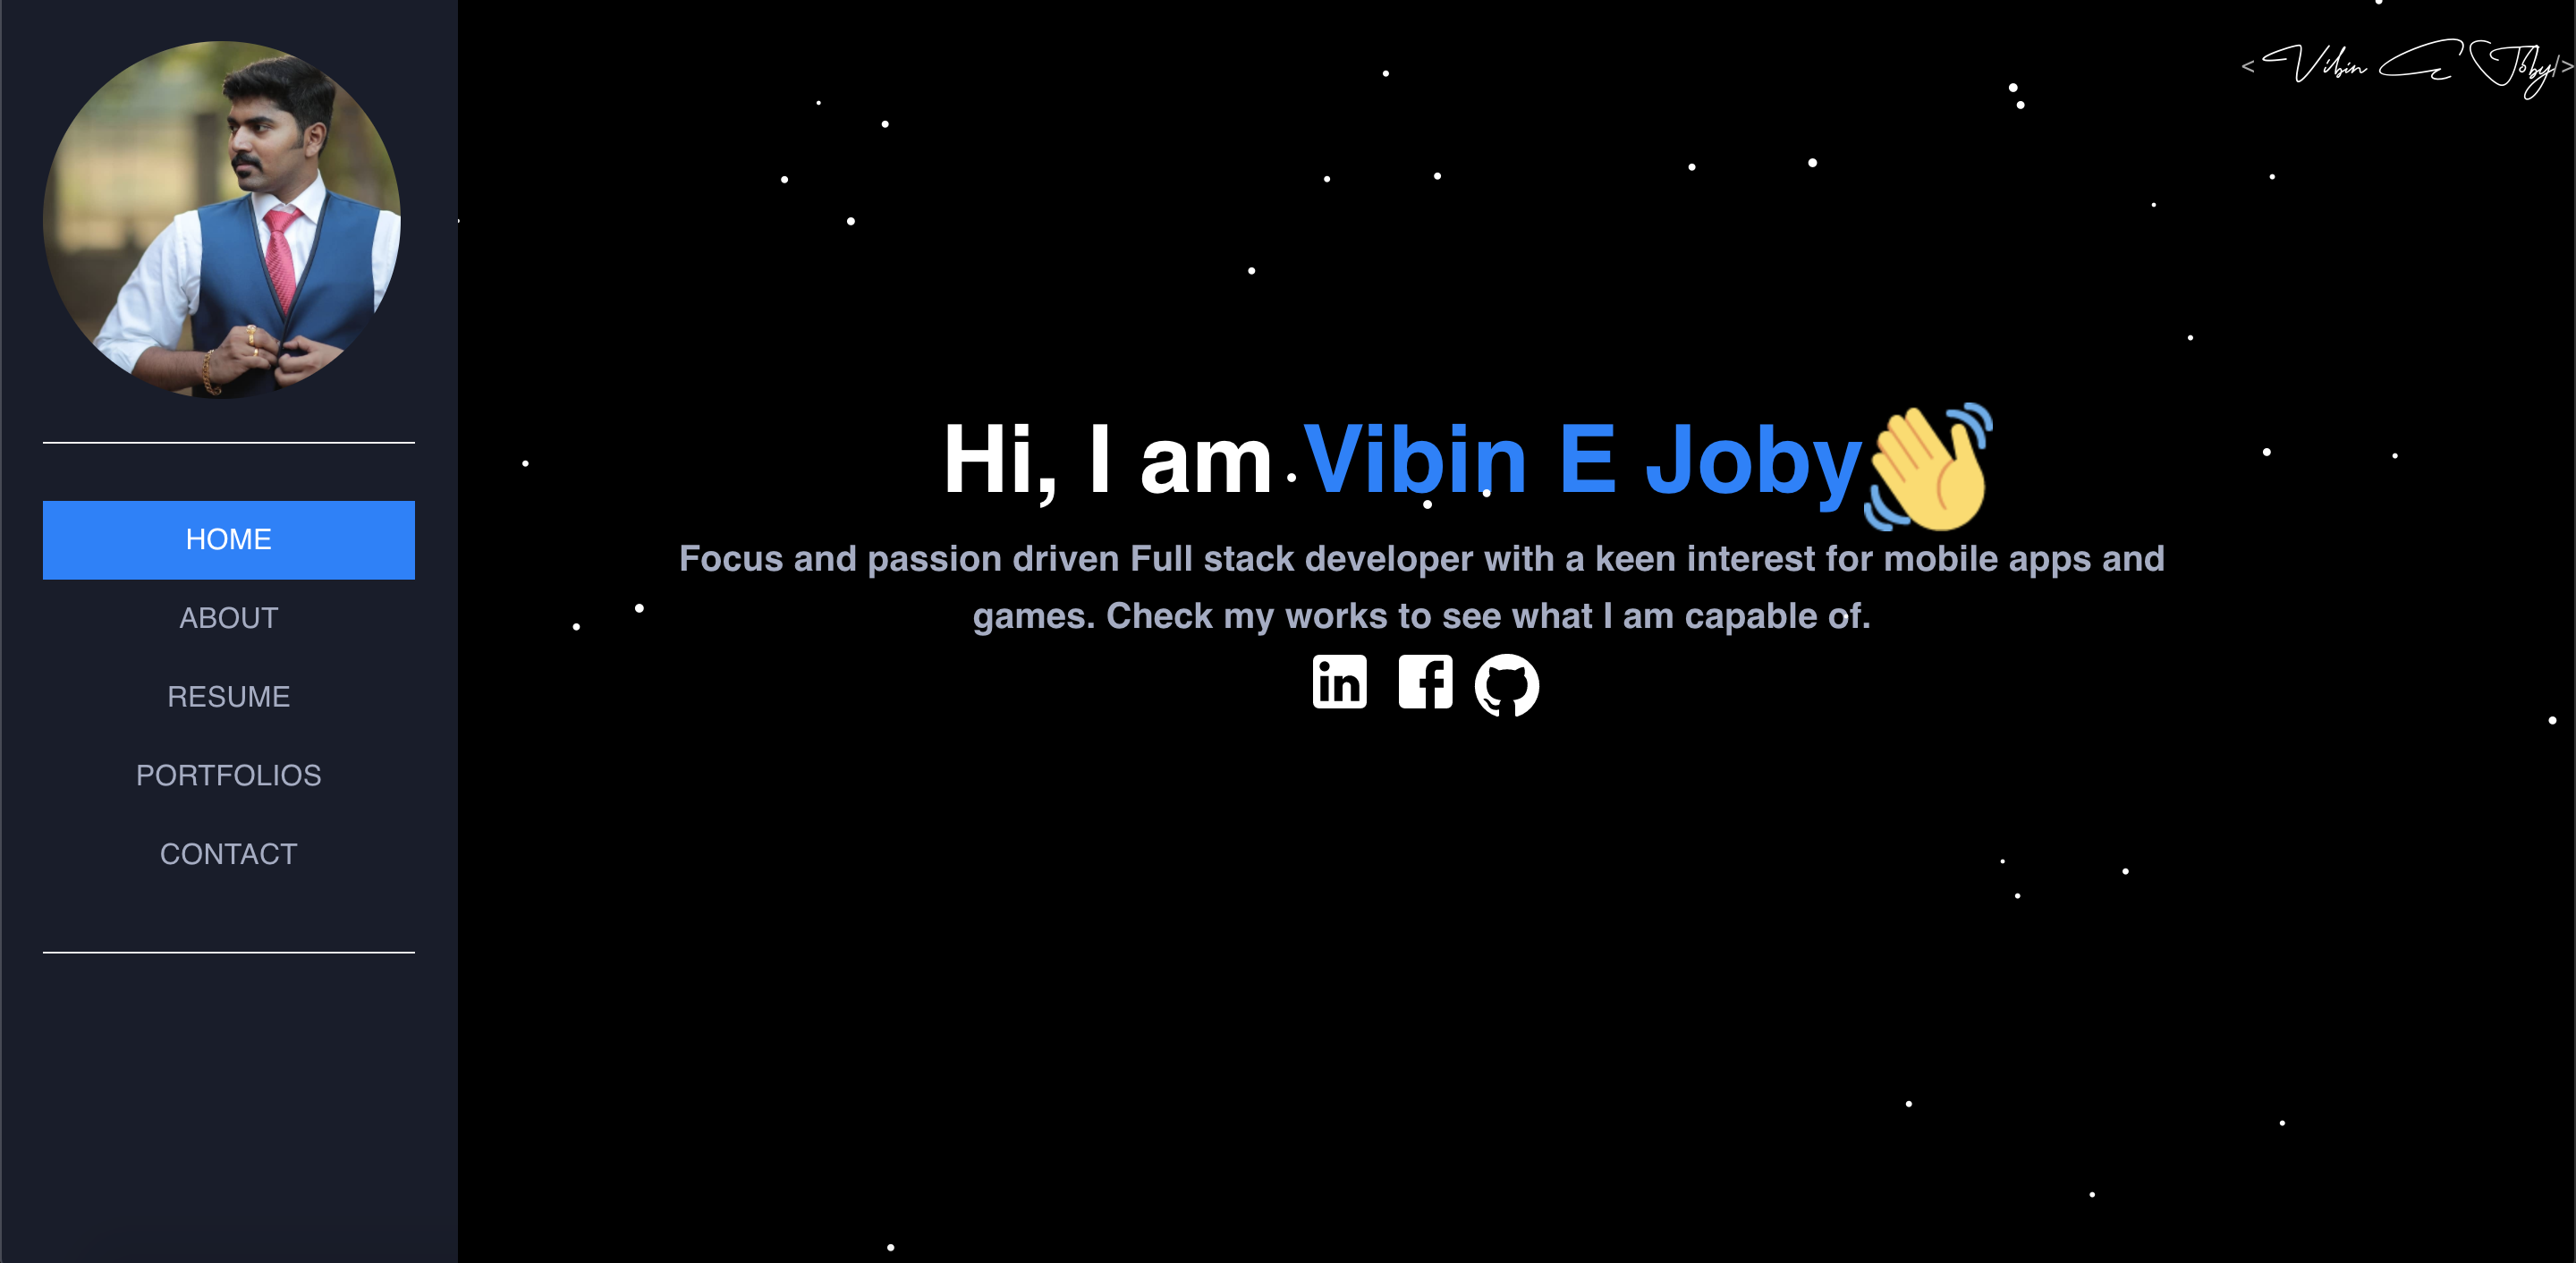 < Vibin E Joby/>
HOME
ABOUT
RESUME
PORTFOLIOS
CONTACT
Hi, I am Vibin E Joby👋
Focus and passion driven Full stack developer with a keen interest for mobile apps and
games. Check my works to see what I am capable of.
in f